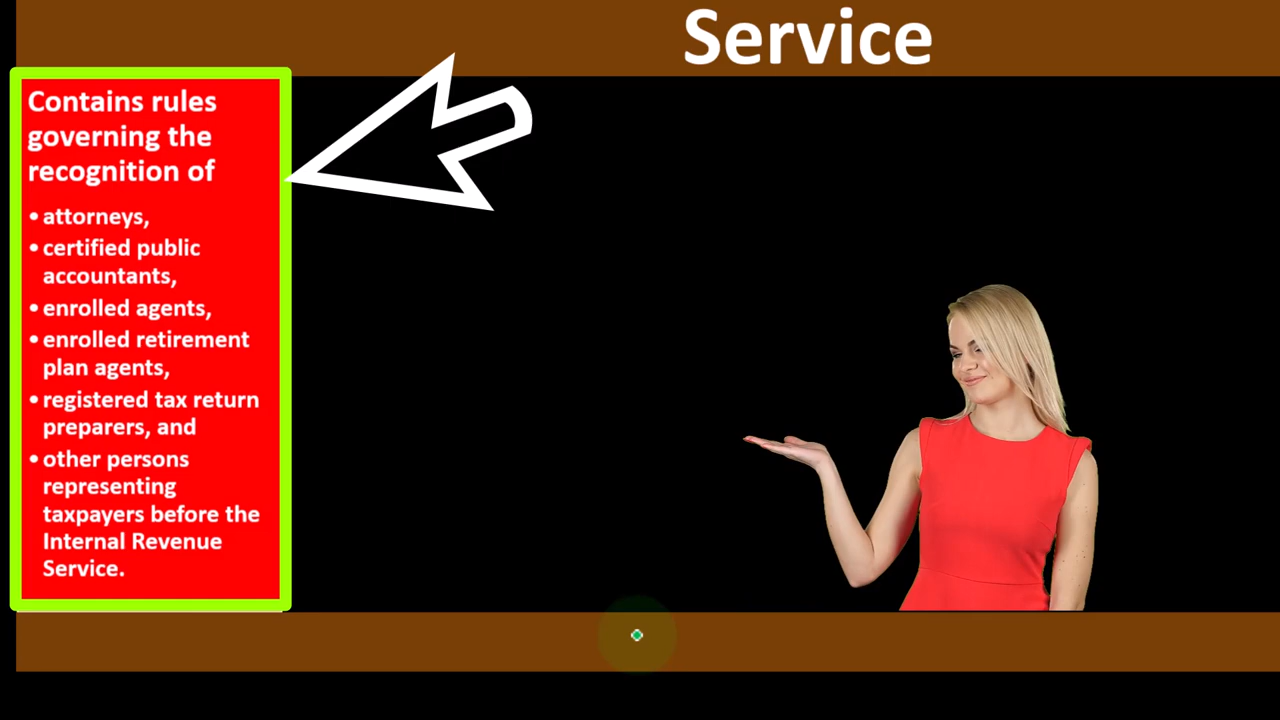 Service
Contains rules
governing the
recognition of
• attorneys,
• certified public
accountants,
• enrolled agents,
• enrolled retirement
plan agents,
• registered tax return
preparers, and
• other persons
representing
taxpayers before the
Internal Revenue
Service.